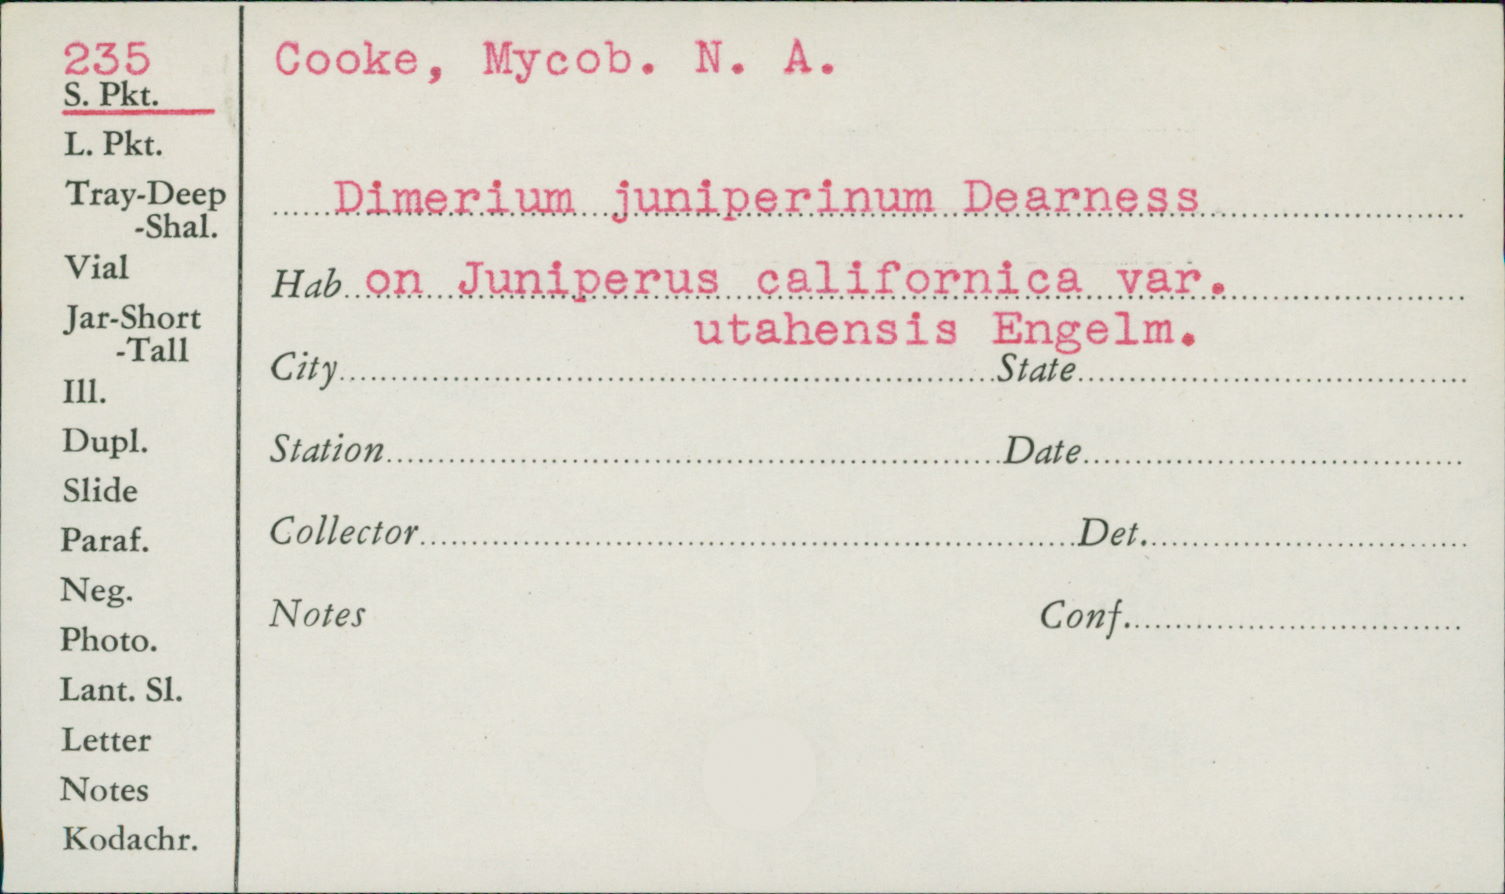 235
S. Pkt.
L. Pkt.
Tray-Deep
-Shal.
Vial
Jar-Short
-Tall
Ill.
Dupl.
Slide
Paraf.
Neg.
Photo.
Lant. Sl.
Letter
Notes
Kodachr.
Cooke, Mycob. N. A.
Dimerium juniperinum Dearness
Hab on Juniperus californica var.
utahensis Engelm.
City State
Station Date
Collector Det.
Notes Conf.